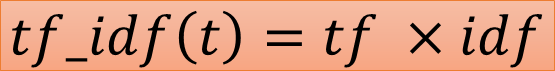 tf_idf(t) = tf × idf